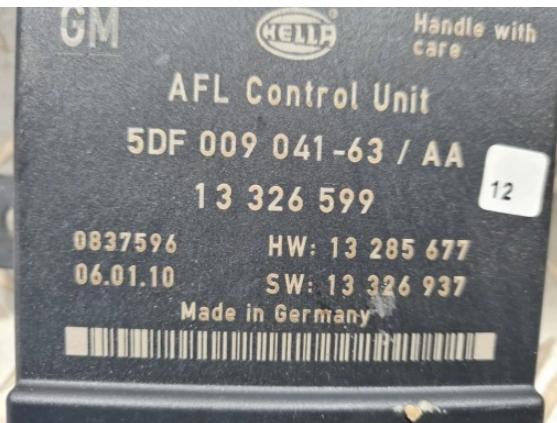 GM
HELLA
Handle with
care
AFL Control Unit
5DF 009 041-63 / AA
13 326 599
12
0837596
HW: 13 285 677
06.01.10
SW: 13 326 937
Made in Germany